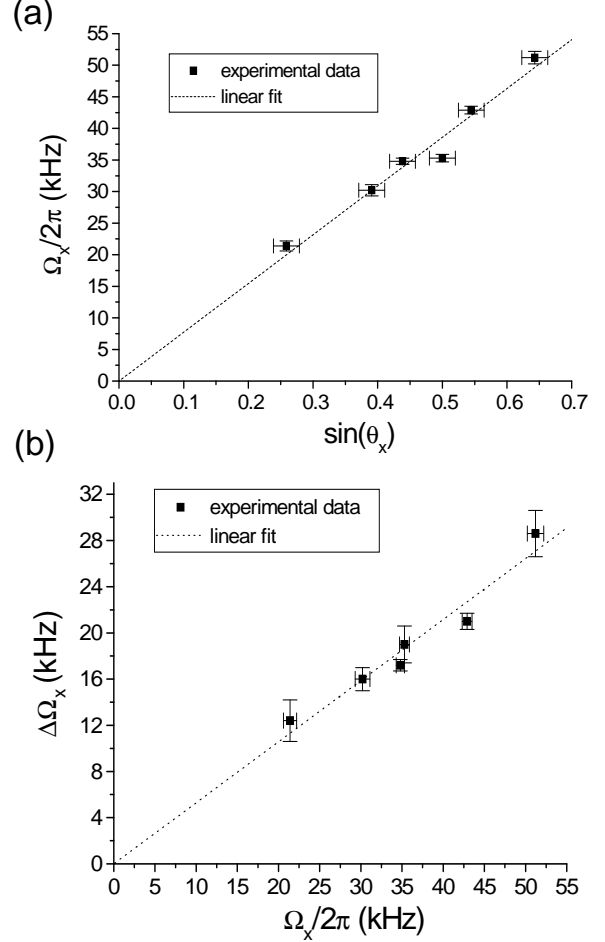 (a)
55
50
45
40
35
30
25
20
15
10
5
0
Ωₓ/2π (kHz)
experimental data
linear fit
0.0 0.1 0.2 0.3 0.4 0.5 0.6 0.7
sin(θₓ)
(b)
32
28
24
20
16
12
8
4
0
ΔΩₓ (kHz)
experimental data
linear fit
0 5 10 15 20 25 30 35 40 45 50 55
Ωₓ/2π (kHz)